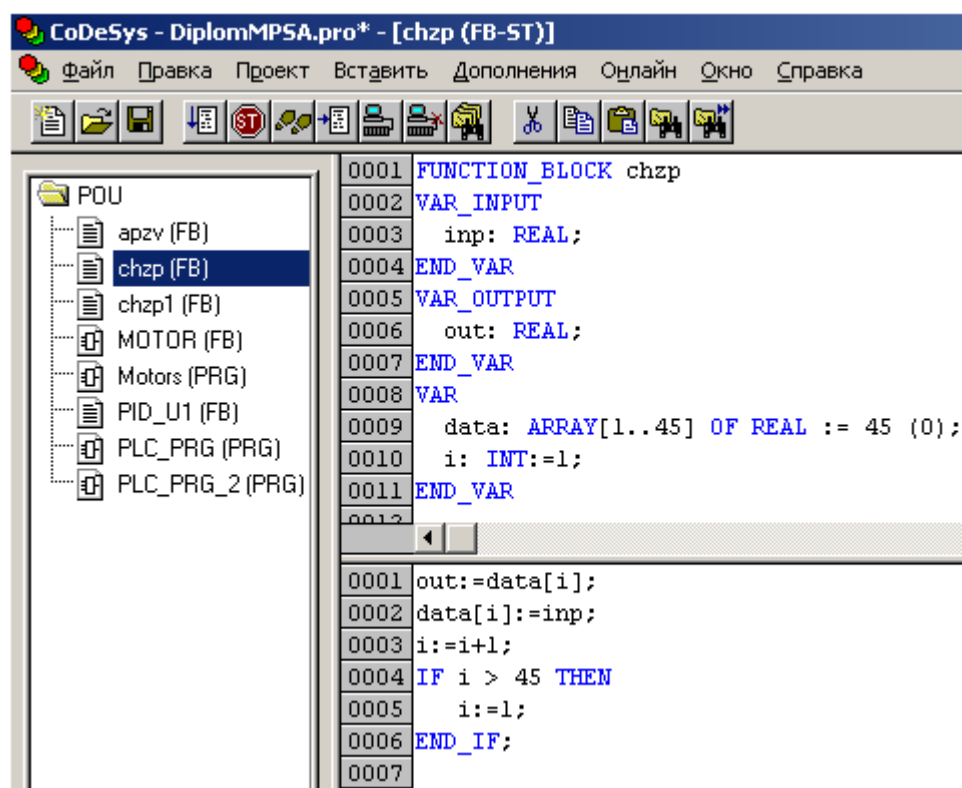 CoDeSys - DiplomMPSA.pro* - [chzp (FB-ST)]
Файл Правка Проект Вставить Дополнения Онлайн Окно Справка
ST
POU
apzv (FB)
chzp (FB)
chzp1 (FB)
MOTOR (FB)
Motors (PRG)
PID_U1 (FB)
PLC_PRG (PRG)
PLC_PRG_2 (PRG)
0001 FUNCTION_BLOCK chzp
0002 VAR_INPUT
0003 inp: REAL;
0004 END_VAR
0005 VAR_OUTPUT
0006 out: REAL;
0007 END_VAR
0008 VAR
0009 data: ARRAY[1..45] OF REAL := 45 (0);
0010 i: INT:=1;
0011 END_VAR
0012
0001 out:=data[i];
0002 data[i]:=inp;
0003 i:=i+1;
0004 IF i > 45 THEN
0005 i:=1;
0006 END_IF;
0007